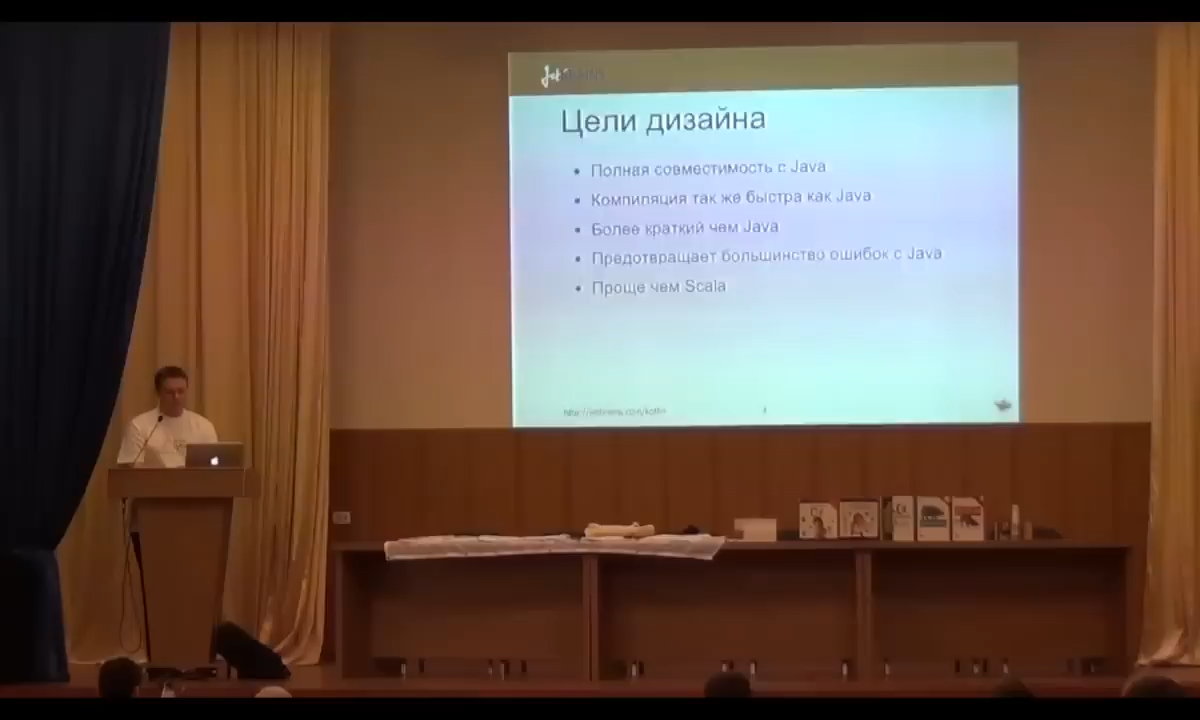 Цели дизайна
Полная совместимость с Java
Компиляция так же быстра как Java
Более краткий чем Java
Предотвращает большинство ошибок с Java
Проще чем Scala
4